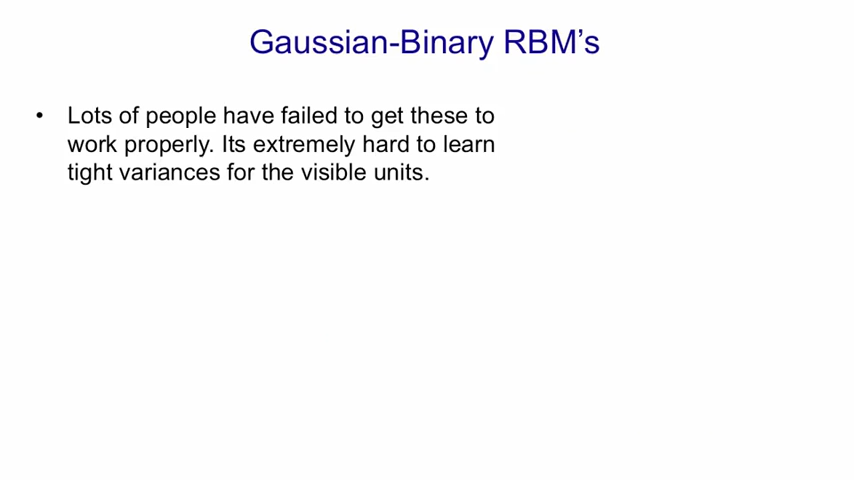 Gaussian-Binary RBM’s
• Lots of people have failed to get these to
work properly. Its extremely hard to learn
tight variances for the visible units.